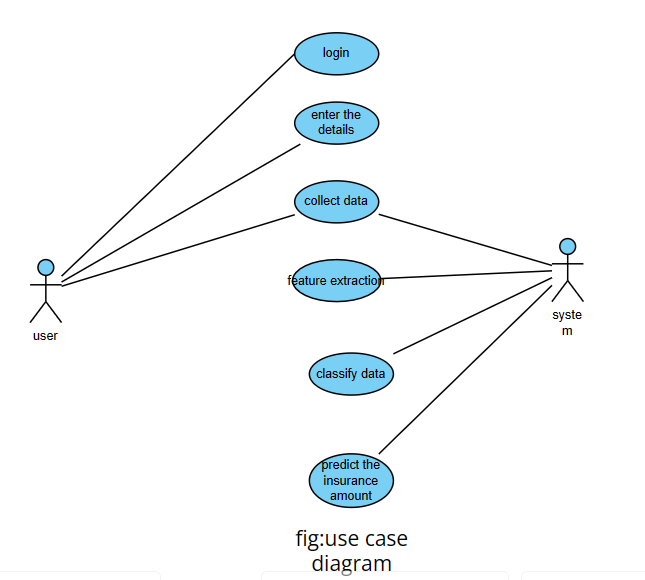 login
enter the
details
collect data
feature extraction
user
syste
m
classify data
predict the
insurance
amount
fig:use case
diagram